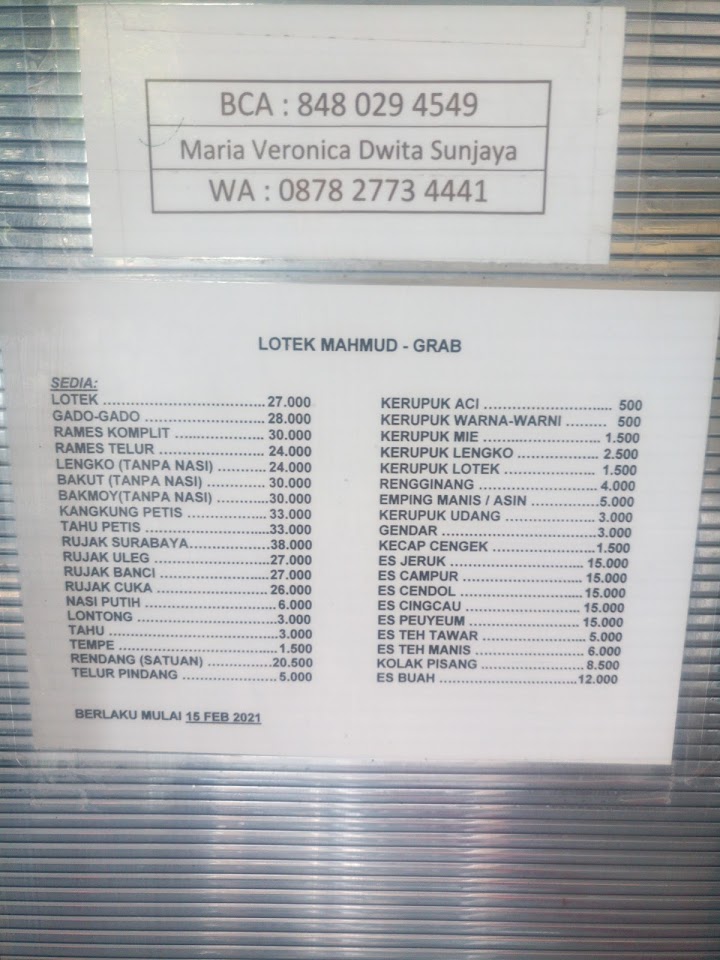 BCA : 848 029 4549
Maria Veronica Dwita Sunjaya
WA : 0878 2773 4441
LOTEK MAHMUD - GRAB
SEDIA:
LOTEK ........................................ 27.000
GADO-GADO .............................. 28.000
RAMES KOMPLIT ...................... 30.000
RAMES TELUR .......................... 24.000
LENGKO (TANPA NASI) ............ 24.000
BAKUT (TANPA NASI) ............... 30.000
BAKMOY(TANPA NASI) .............30.000
KANGKUNG PETIS .....................33.000
TAHU PETIS ...............................33.000
RUJAK SURABAYA....................38.000
RUJAK ULEG .............................27.000
RUJAK BANCI ............................27.000
RUJAK CUKA .............................26.000
NASI PUTIH ................................. 6.000
LONTONG .................................... 3.000
TAHU ...........................................3.000
TEMPE .........................................1.500
RENDANG (SATUAN) .................20.500
TELUR PINDANG ........................5.000
BERLAKU MULAI 15 FEB 2021
KERUPUK ACI ............................... 500
KERUPUK WARNA-WARNI ......... 500
KERUPUK MIE ............................. 1.500
KERUPUK LENGKO .................... 2.500
KERUPUK LOTEK ....................... 1.500
RENGGINANG ............................. 4.000
EMPING MANIS / ASIN .................5.000
KERUPUK UDANG ....................... 3.000
GENDAR .......................................3.000
KECAP CENGEK ..........................1.500
ES JERUK .................................... 15.000
ES CAMPUR ................................ 15.000
ES CENDOL ................................. 15.000
ES CINGCAU ................................15.000
ES PEUYEUM ...............................15.000
ES TEH TAWAR ............................ 5.000
ES TEH MANIS .............................. 6.000
KOLAK PISANG ............................ 8.500
ES BUAH ...................................12.000